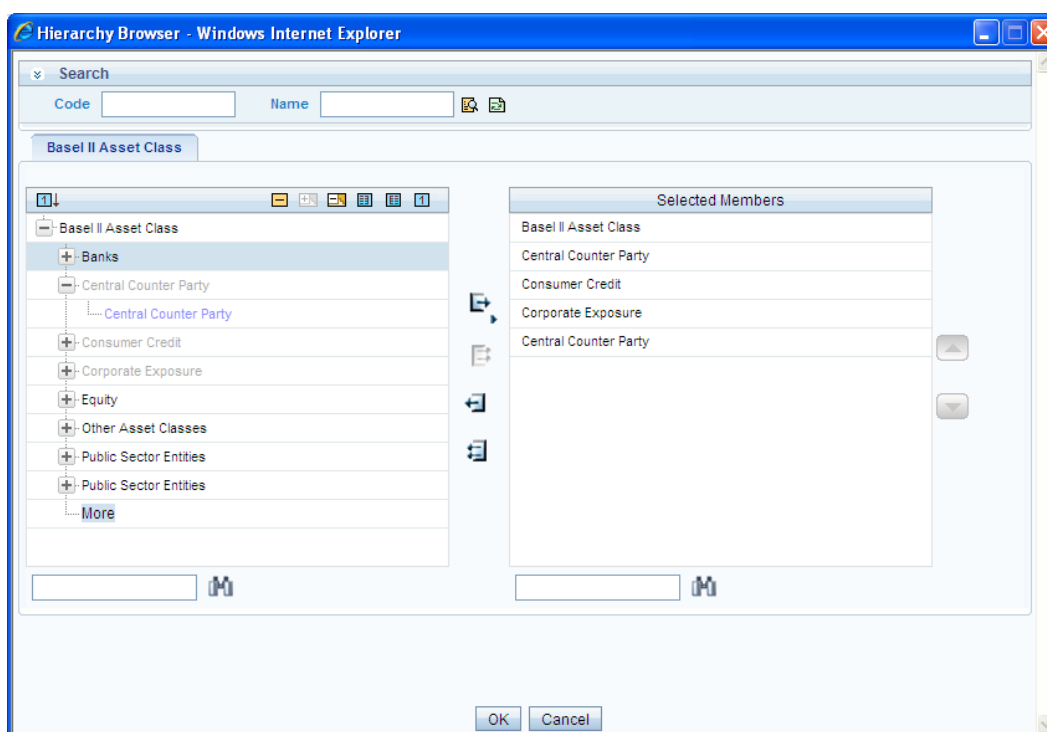 Hierarchy Browser - Windows Internet Explorer
Search
Code Name
Basel II Asset Class
Selected Members
Basel II Asset Class
Banks
Central Counter Party
Central Counter Party
Consumer Credit
Corporate Exposure
Equity
Other Asset Classes
Public Sector Entities
Public Sector Entities
More
Basel II Asset Class
Central Counter Party
Consumer Credit
Corporate Exposure
Central Counter Party
OK Cancel